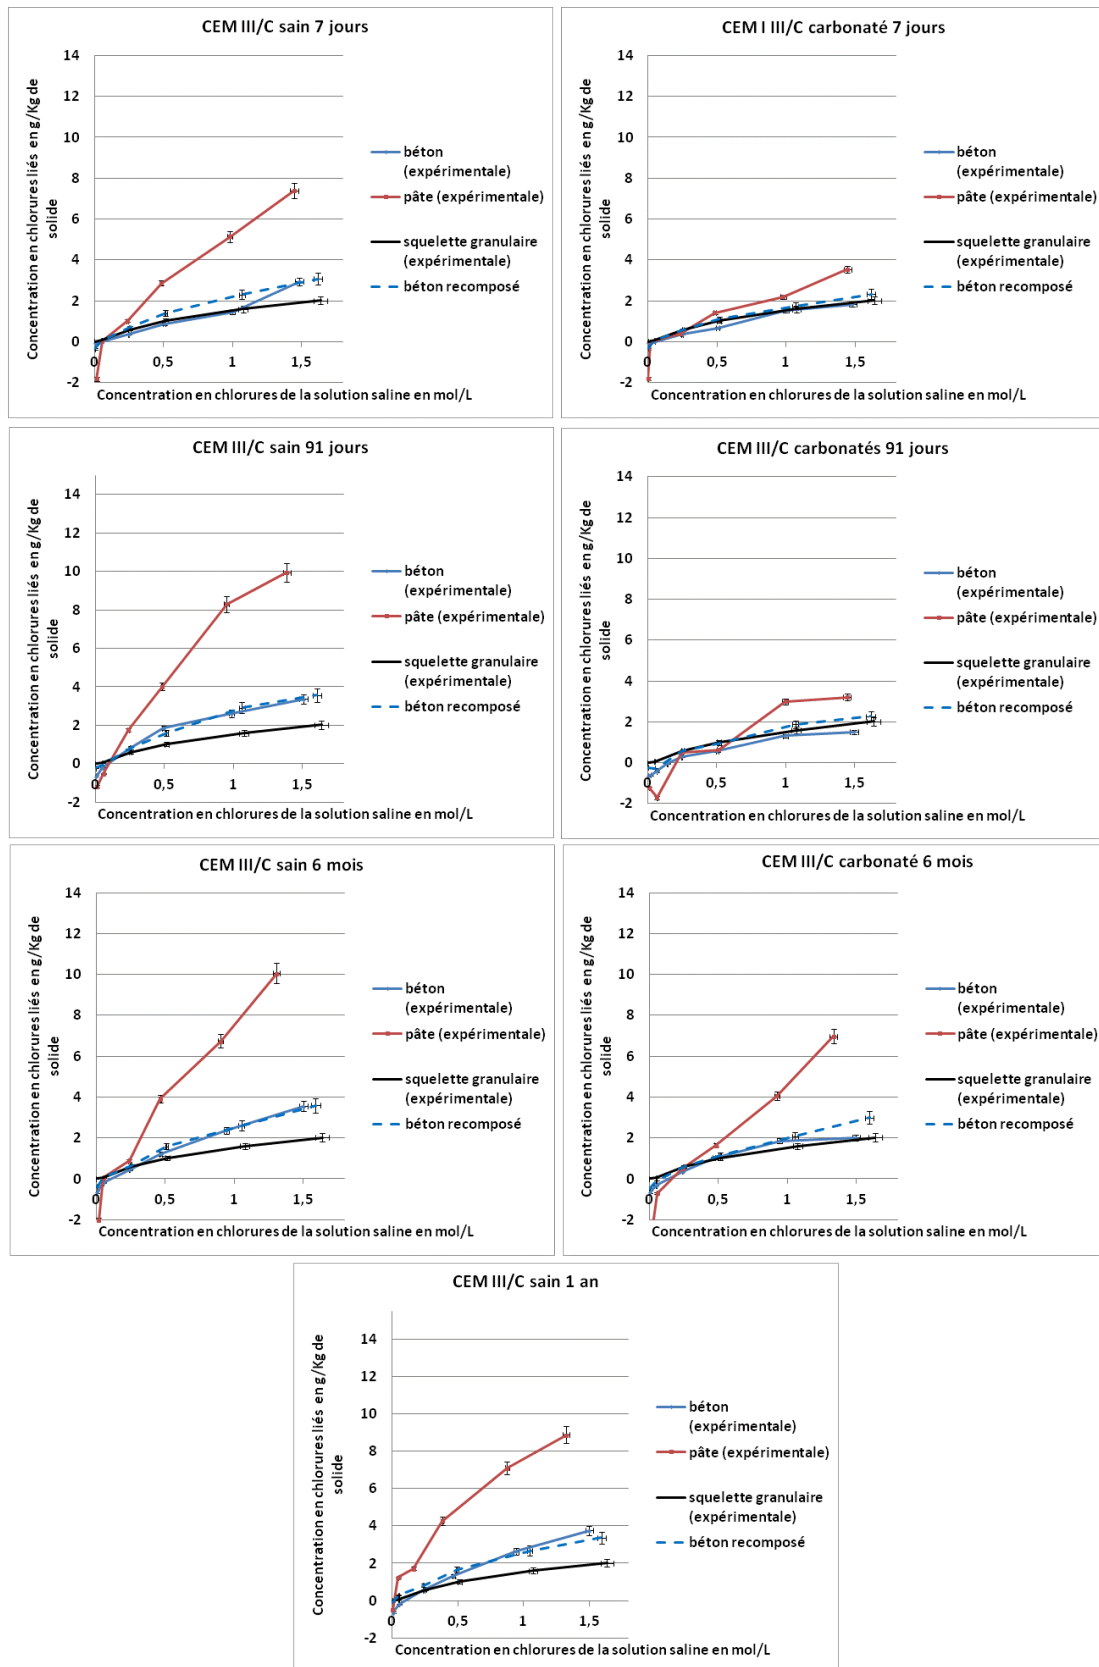 CEM III/C sain 7 jours
Concentration en chlorures liés en g/Kg de
solide
14
12
10
8
6
4
2
0
-2
0
0,5
1
1,5
Concentration en chlorures de la solution saline en mol/L
béton
(expérimentale)
pâte (expérimentale)
squelette granulaire
(expérimentale)
béton recomposé
CEM I III/C carbonaté 7 jours
Concentration en chlorures liés en g/Kg de
solide
14
12
10
8
6
4
2
0
-2
0
0,5
1
1,5
Concentration en chlorures de la solution saline en mol/L
béton
(expérimentale)
pâte (expérimentale)
squelette granulaire
(expérimentale)
béton recomposé
CEM III/C sain 91 jours
Concentration en chlorures liés en g/Kg de
solide
14
12
10
8
6
4
2
0
-2
0
0,5
1
1,5
Concentration en chlorures de la solution saline en mol/L
béton
(expérimentale)
pâte (expérimentale)
squelette granulaire
(expérimentale)
béton recomposé
CEM III/C carbonatés 91 jours
Concentration en chlorures liés en g/Kg de
solide
14
12
10
8
6
4
2
0
-2
0
0,5
1
1,5
Concentration en chlorures de la solution saline en mol/L
béton
(expérimentale)
pâte (expérimentale)
squelette granulaire
(expérimentale)
béton recomposé
CEM III/C sain 6 mois
Concentration en chlorures liés en g/Kg de
solide
14
12
10
8
6
4
2
0
-2
0
0,5
1
1,5
Concentration en chlorures de la solution saline en mol/L
béton
(expérimentale)
pâte (expérimentale)
squelette granulaire
(expérimentale)
béton recomposé
CEM III/C carbonaté 6 mois
Concentration en chlorures liés en g/Kg de
solide
14
12
10
8
6
4
2
0
-2
0
0,5
1
1,5
Concentration en chlorures de la solution saline en mol/L
béton
(expérimentale)
pâte (expérimentale)
squelette granulaire
(expérimentale)
béton recomposé
CEM III/C sain 1 an
Concentration en chlorures liés en g/Kg de
solide
14
12
10
8
6
4
2
0
-2
0
0,5
1
1,5
Concentration en chlorures de la solution saline en mol/L
béton
(expérimentale)
pâte (expérimentale)
squelette granulaire
(expérimentale)
béton recomposé